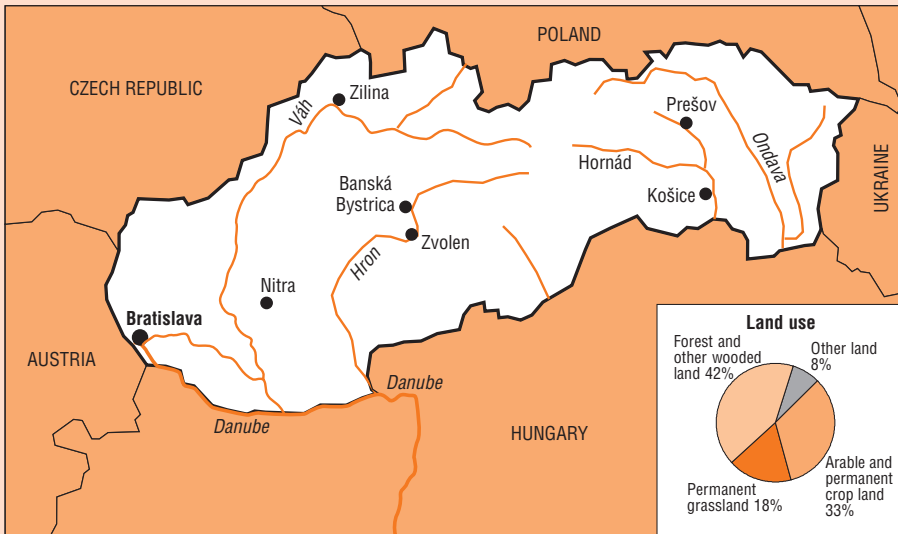 POLAND
CZECH REPUBLIC
Váh
Zilina
Prešov
Ondava
UKRAINE
Hornád
Banská
Bystrica
Košice
Zvolen
Hron
Nitra
Bratislava
AUSTRIA
Danube
Danube
HUNGARY
Land use
Forest and
other wooded
land 42%
Other land
8%
Permanent
grassland 18%
Arable and
permanent
crop land
33%